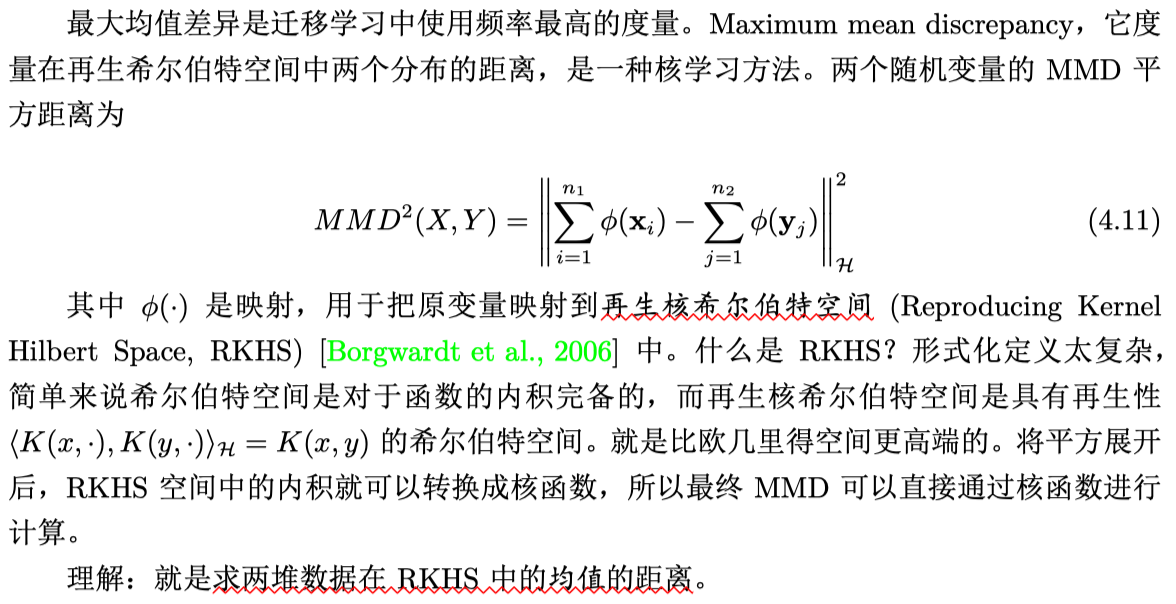 最大均值差异是迁移学习中使用频率最高的度量。Maximum mean discrepancy，它度
量在再生希尔伯特空间中两个分布的距离，是一种核学习方法。两个随机变量的 MMD 平
方距离为
$MMD^2(X, Y) = \left\| \sum_{i=1}^{n_1} \phi(\mathbf{x}_i) - \sum_{j=1}^{n_2} \phi(\mathbf{y}_j) \right\|_{\mathcal{H}}^2$ (4.11)
其中 $\phi(\cdot)$ 是映射，用于把原变量映射到再生核希尔伯特空间 (Reproducing Kernel
Hilbert Space, RKHS) [Borgwardt et al., 2006] 中。什么是 RKHS？形式化定义太复杂，
简单来说希尔伯特空间是对于函数的内积完备的，而再生核希尔伯特空间是具有再生性
$\langle K(x, \cdot), K(y, \cdot) \rangle_{\mathcal{H}} = K(x, y)$ 的希尔伯特空间。就是比欧几里得空间更高端的。将平方展开
后，RKHS 空间中的内积就可以转换成核函数，所以最终 MMD 可以直接通过核函数进行
计算。
理解：就是求两堆数据在 RKHS 中的均值的距离。